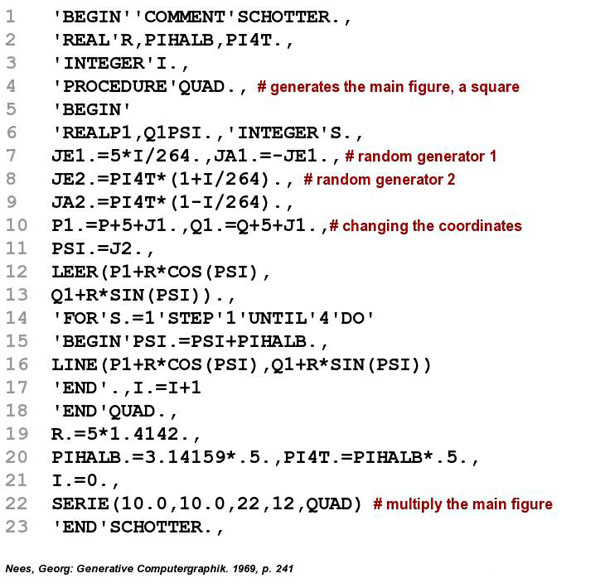 1 'BEGIN''COMMENT'SCHOTTER.,
2 'REAL'R,PIHALB,PI4T.,
3 'INTEGER'I.,
4 'PROCEDURE'QUAD., # generates the main figure, a square
5 'BEGIN'
6 'REALP1,Q1PSI.,'INTEGER'S.,
7 JE1.=5*I/264.,JA1.=-JE1., # random generator 1
8 JE2.=PI4T*(1+I/264)., # random generator 2
9 JA2.=PI4T*(1-I/264).,
10 P1.=P+5+J1.,Q1.=Q+5+J1.,# changing the coordinates
11 PSI.=J2.,
12 LEER(P1+R*COS(PSI),
13 Q1+R*SIN(PSI)).,
14 'FOR'S.=1'STEP'1'UNTIL'4'DO'
15 'BEGIN'PSI.=PSI+PIHALB.,
16 LINE(P1+R*COS(PSI),Q1+R*SIN(PSI))
17 'END'.,I.=I+1
18 'END'QUAD.,
19 R.=5*1.4142.,
20 PIHALB.=3.14159*.5.,PI4T.=PIHALB*.5.,
21 I.=0.,
22 SERIE(10.0,10.0,22,12,QUAD) # multiply the main figure
23 'END'SCHOTTER.,
Nees, Georg: Generative Computergraphik. 1969, p. 241